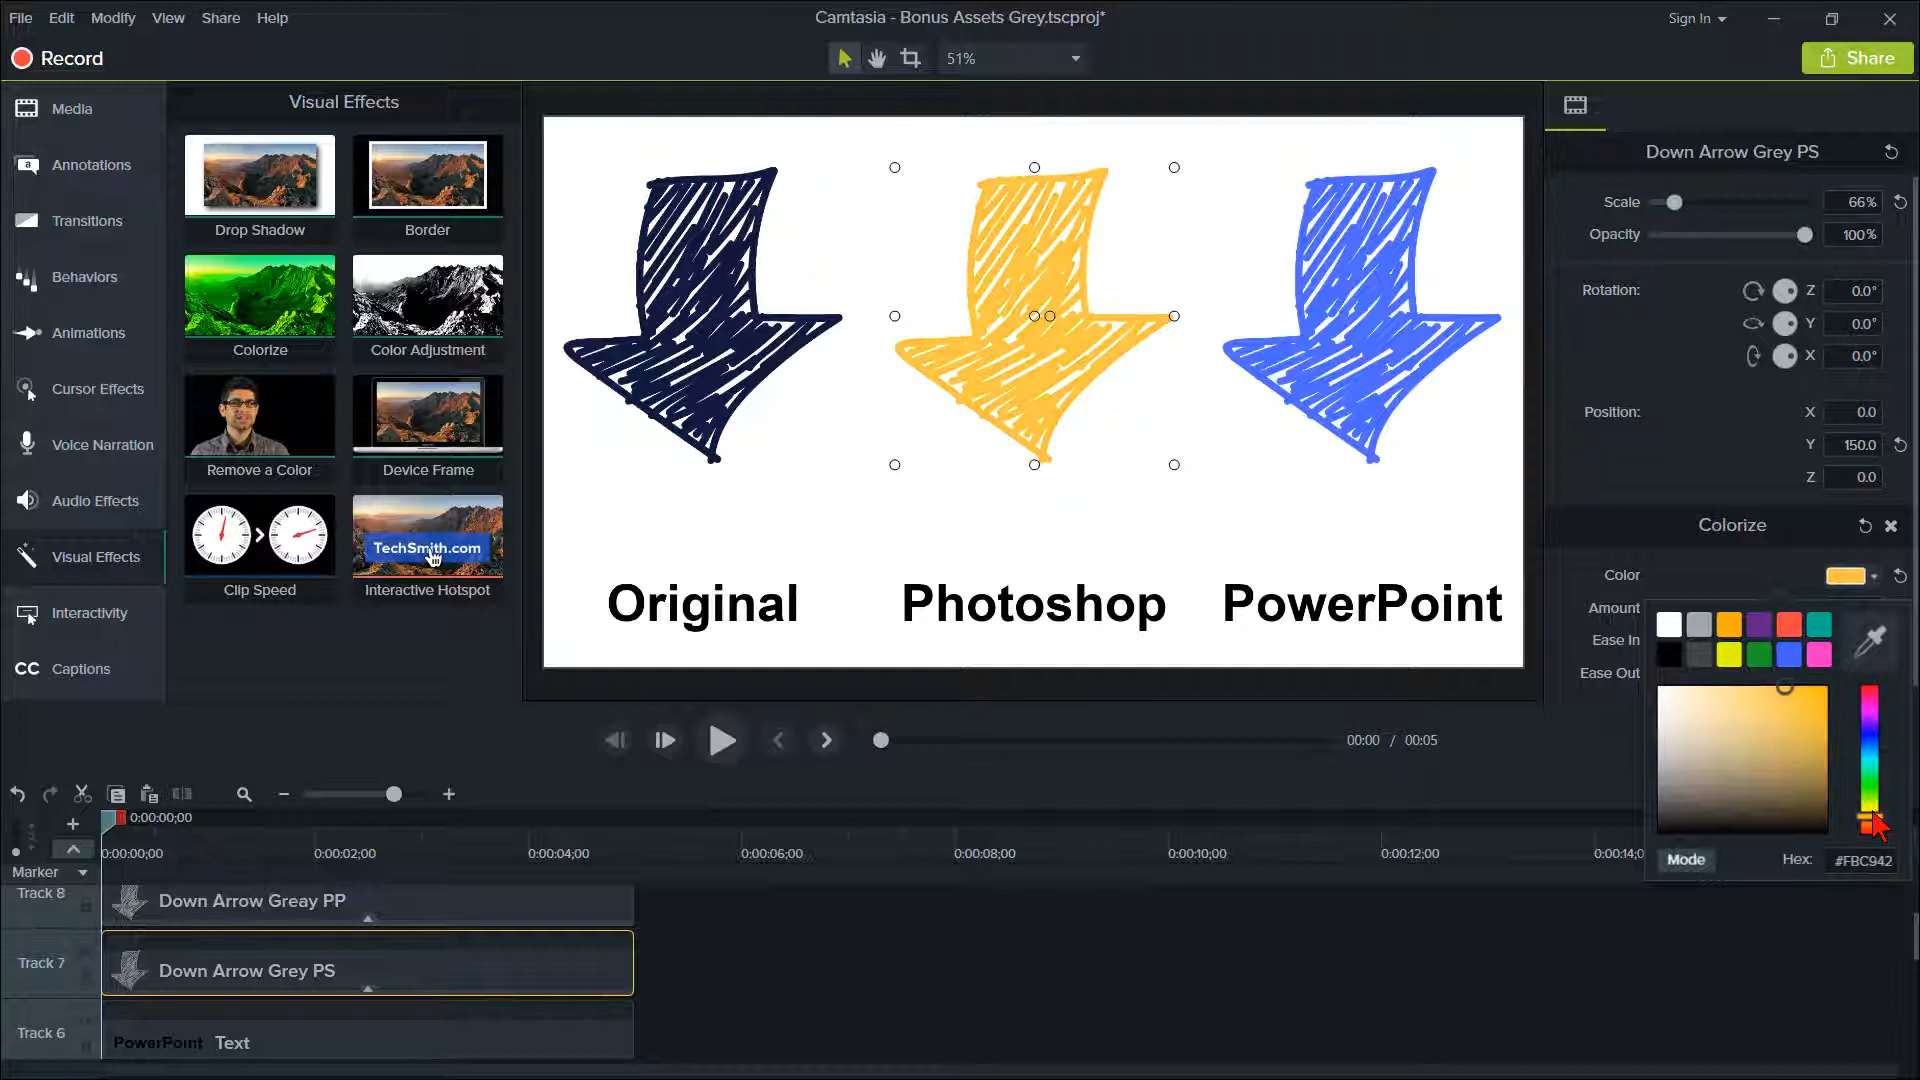 File Edit Modify View Share Help
Camtasia - Bonus Assets Grey.tscproj*
Sign In
Record
51%
Share
Media
Annotations
Transitions
Behaviors
Animations
Cursor Effects
Voice Narration
Audio Effects
Visual Effects
Interactivity
CC Captions
Visual Effects
Drop Shadow
Border
Colorize
Color Adjustment
Remove a Color
Device Frame
TechSmith.com
Clip Speed
Interactive Hotspot
Original
Photoshop
PowerPoint
Down Arrow Grey PS
Scale 66%
Opacity 100%
Rotation: Z 0.0°
Y 0.0°
X 0.0°
Position: X 0.0
Y 150.0
Z 0.0
Colorize
Color
Amount
Ease In
Ease Out
Mode Hex: #FBC942
00:00 / 00:05
0:00:00;00
0:00:00;00 0:00:02;00 0:00:04;00 0:00:06;00 0:00:08;00 0:00:10;00 0:00:12;00 0:00:14;0
Marker
Track 8
Down Arrow Greay PP
Track 7
Down Arrow Grey PS
Track 6
PowerPoint Text